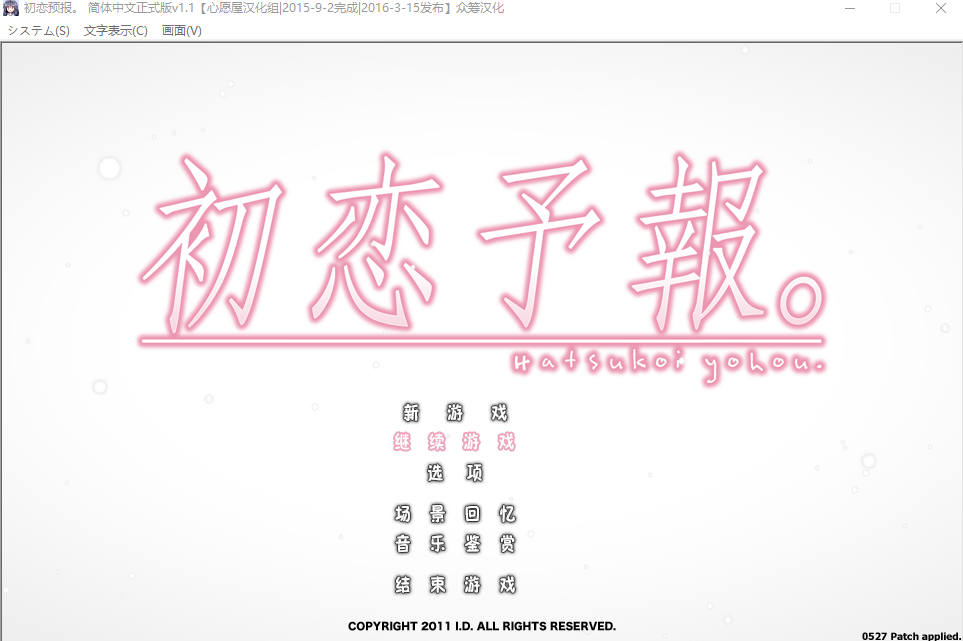 初恋预报。 简体中文正式版v1.1【心愿屋汉化组|2015-9-2完成|2016-3-15发布】众筹汉化
システム(S) 文字表示(C) 画面(V)
初恋予報。
Hatsukoi yohou.
新游戏
继续游戏
选项
场景回忆
音乐鉴赏
结束游戏
COPYRIGHT 2011 I.D. ALL RIGHTS RESERVED.
0527 Patch applied.